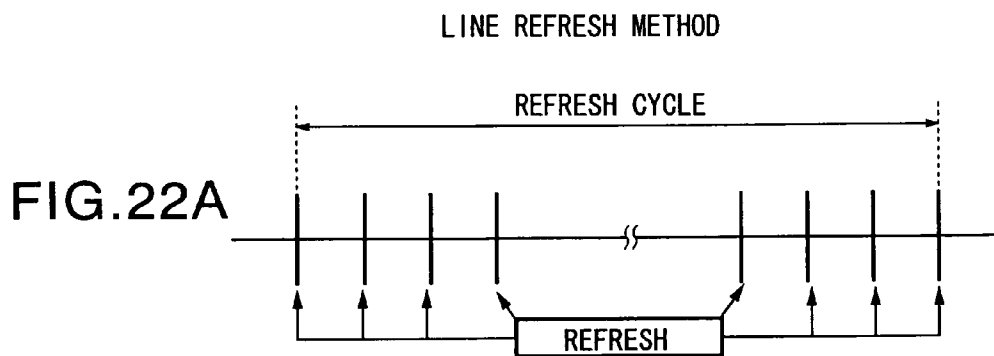 LINE REFRESH METHOD
REFRESH CYCLE
FIG.22A
REFRESH